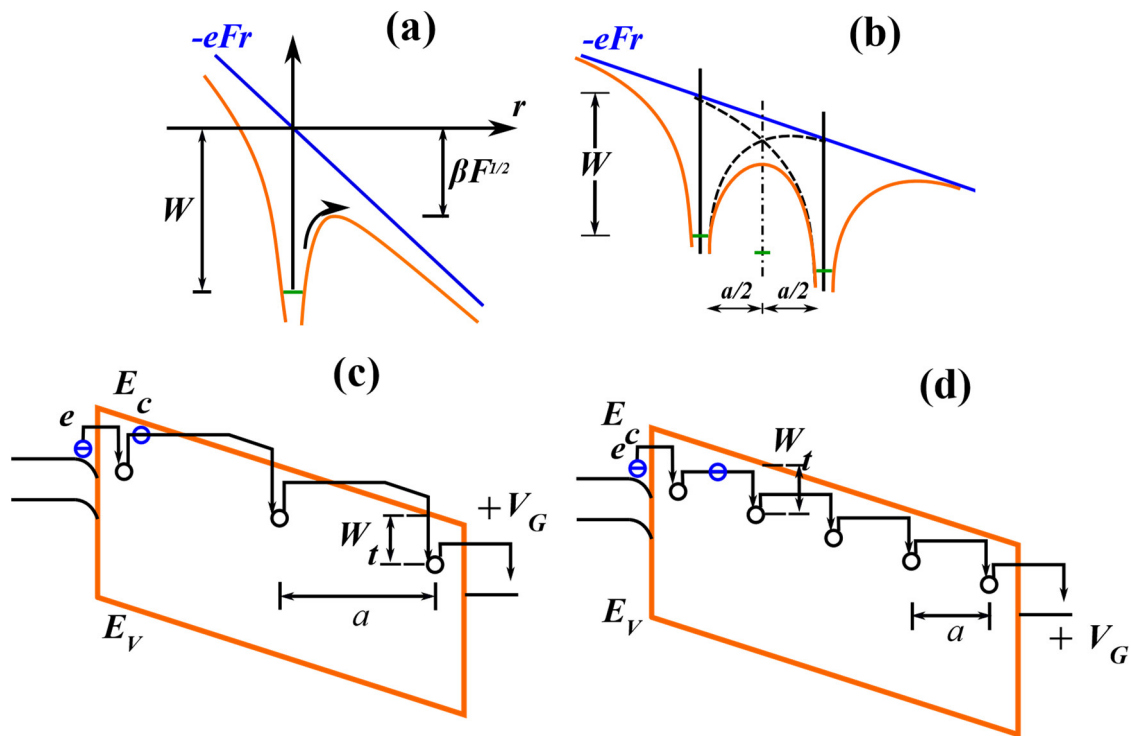 (a)
-eFr
r
W
βF^{1/2}
(b)
-eFr
W
a/2 a/2
(c)
E_c
e
W_t
+V_G
a
E_V
(d)
E_c
e
W_t
a
E_V
+ V_G